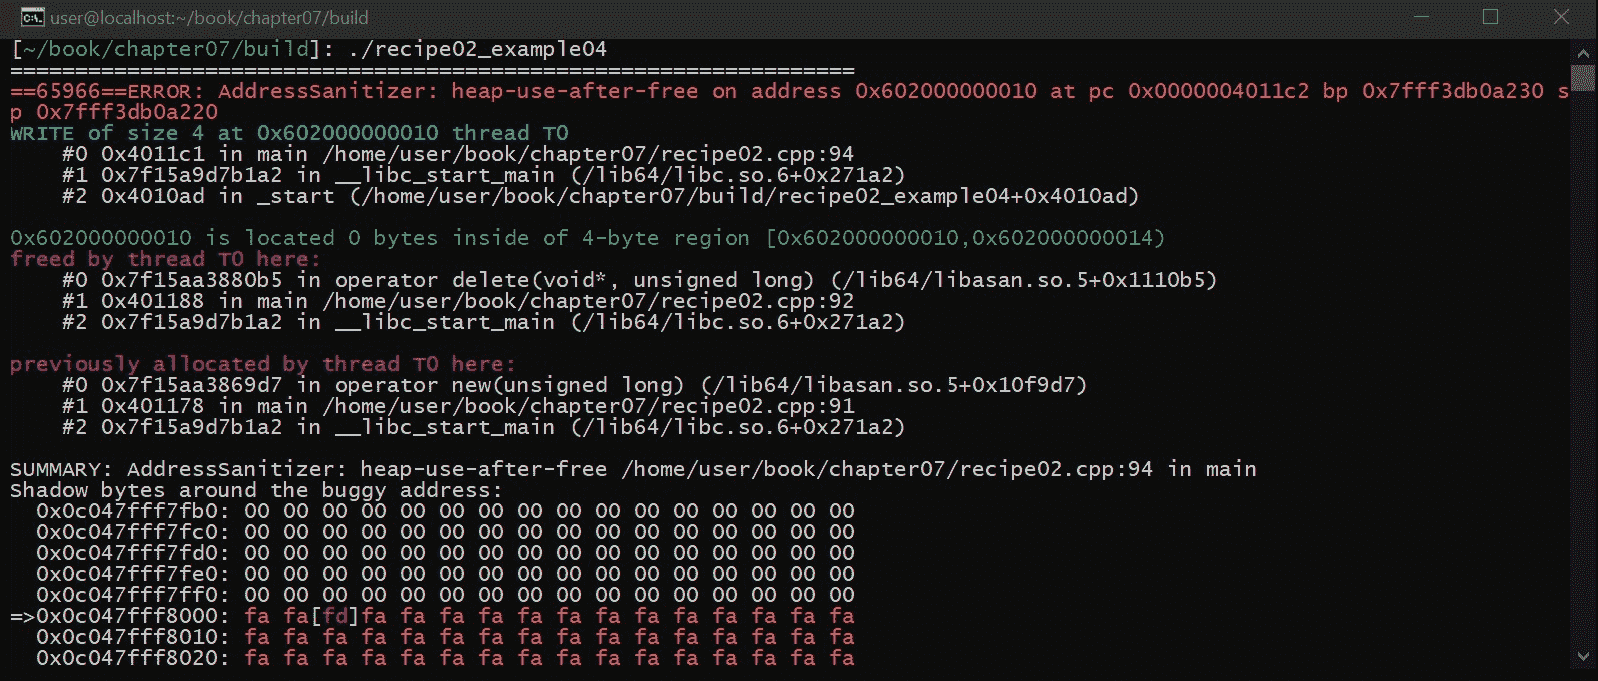 user@localhost:~/book/chapter07/build
[~/book/chapter07/build]: ./recipe02_example04
=================================================================
==65966==ERROR: AddressSanitizer: heap-use-after-free on address 0x602000000010 at pc 0x0000004011c2 bp 0x7fff3db0a230 s
p 0x7fff3db0a220
WRITE of size 4 at 0x602000000010 thread T0
    #0 0x4011c1 in main /home/user/book/chapter07/recipe02.cpp:94
    #1 0x7f15a9d7b1a2 in __libc_start_main (/lib64/libc.so.6+0x271a2)
    #2 0x4010ad in _start (/home/user/book/chapter07/build/recipe02_example04+0x4010ad)
0x602000000010 is located 0 bytes inside of 4-byte region [0x602000000010,0x602000000014)
freed by thread T0 here:
    #0 0x7f15aa3880b5 in operator delete(void*, unsigned long) (/lib64/libasan.so.5+0x1110b5)
    #1 0x401188 in main /home/user/book/chapter07/recipe02.cpp:92
    #2 0x7f15a9d7b1a2 in __libc_start_main (/lib64/libc.so.6+0x271a2)
previously allocated by thread T0 here:
    #0 0x7f15aa3869d7 in operator new(unsigned long) (/lib64/libasan.so.5+0x10f9d7)
    #1 0x401178 in main /home/user/book/chapter07/recipe02.cpp:91
    #2 0x7f15a9d7b1a2 in __libc_start_main (/lib64/libc.so.6+0x271a2)
SUMMARY: AddressSanitizer: heap-use-after-free /home/user/book/chapter07/recipe02.cpp:94 in main
Shadow bytes around the buggy address:
  0x0c047fff7fb0: 00 00 00 00 00 00 00 00 00 00 00 00 00 00 00 00
  0x0c047fff7fc0: 00 00 00 00 00 00 00 00 00 00 00 00 00 00 00 00
  0x0c047fff7fd0: 00 00 00 00 00 00 00 00 00 00 00 00 00 00 00 00
  0x0c047fff7fe0: 00 00 00 00 00 00 00 00 00 00 00 00 00 00 00 00
  0x0c047fff7ff0: 00 00 00 00 00 00 00 00 00 00 00 00 00 00 00 00
=>0x0c047fff8000: fa fa[fd]fa fa fa fa fa fa fa fa fa fa fa fa fa
  0x0c047fff8010: fa fa fa fa fa fa fa fa fa fa fa fa fa fa fa fa
  0x0c047fff8020: fa fa fa fa fa fa fa fa fa fa fa fa fa fa fa fa